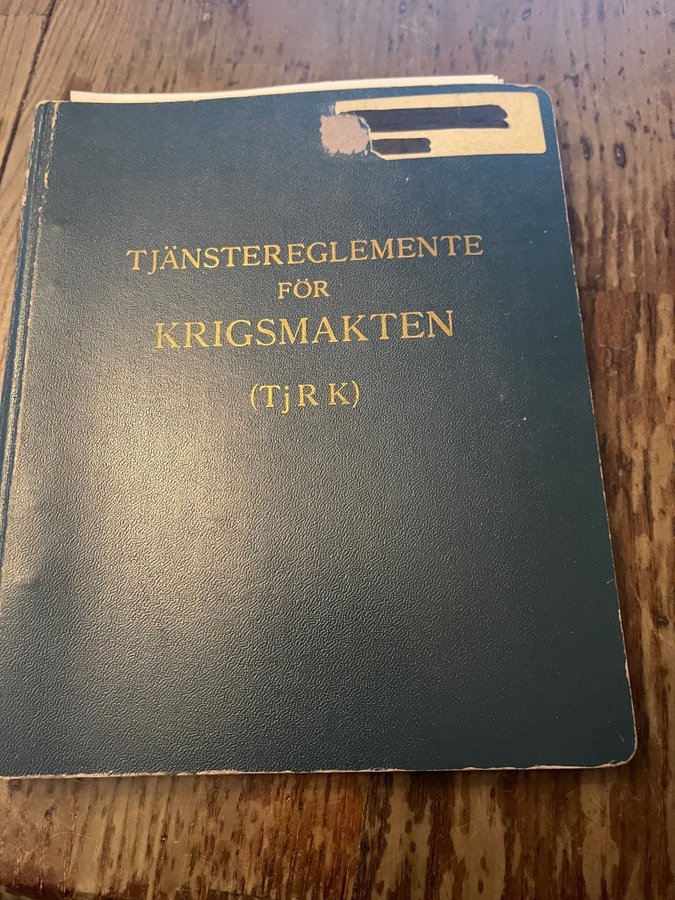 TJÄNSTEREGLEMENTE
FÖR
KRIGSMAKTEN
(TjR K)